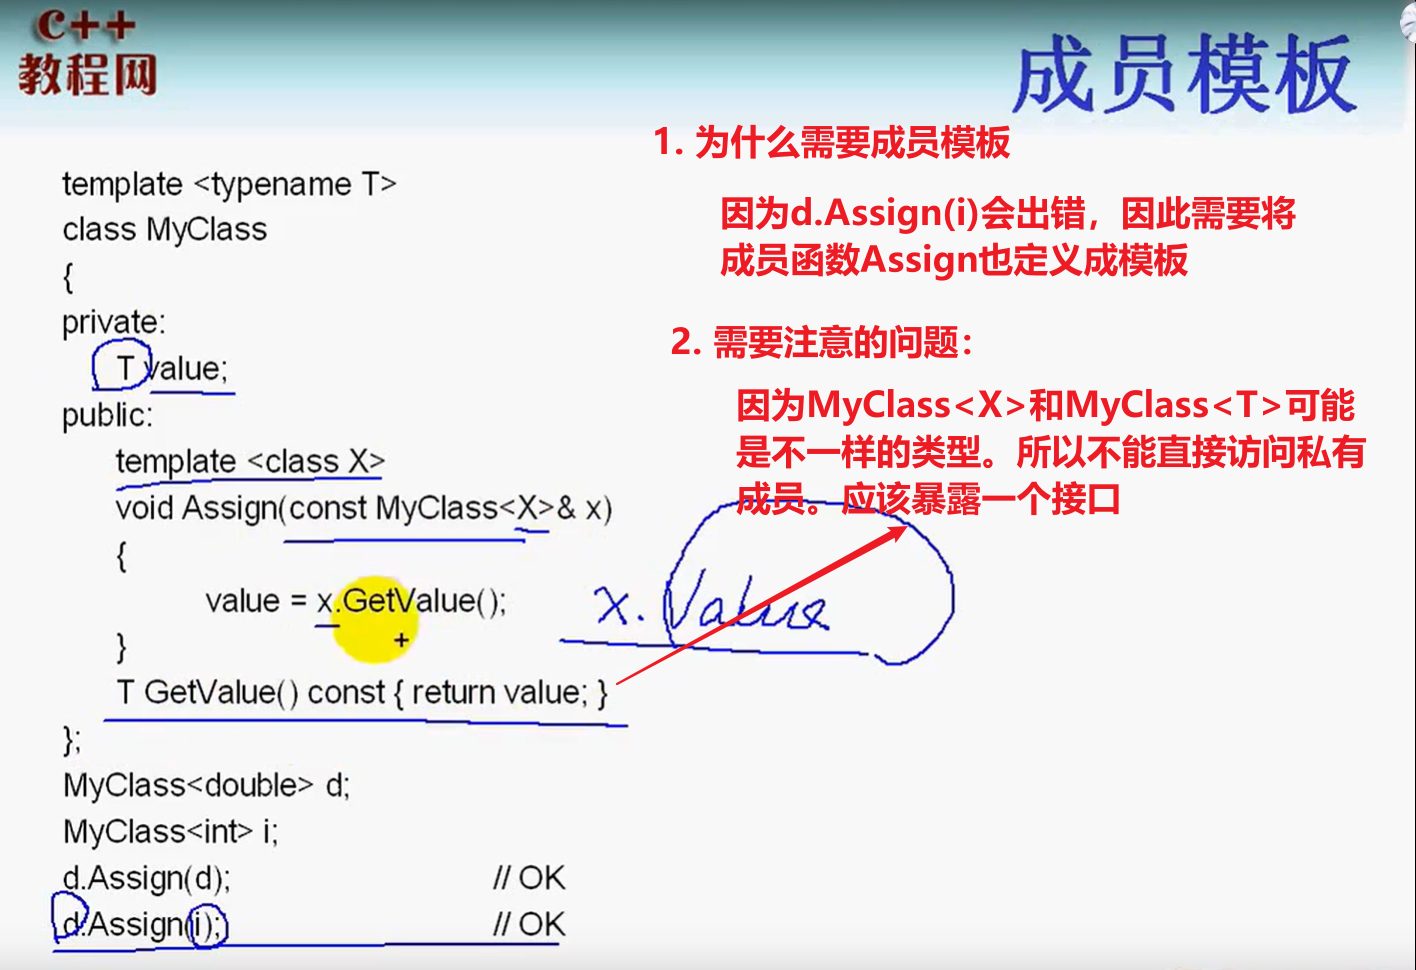 C++
教程网
成员模板
1. 为什么需要成员模板
因为d.Assign(i)会出错，因此需要将
成员函数Assign也定义成模板
2. 需要注意的问题：
因为MyClass<X>和MyClass<T>可能
是不一样的类型。所以不能直接访问私有
成员。应该暴露一个接口
template <typename T>
class MyClass
{
private:
T value;
public:
template <class X>
void Assign(const MyClass<X>& x)
{
value = x.GetValue();
x.Value
}
T GetValue() const { return value; }
};
MyClass<double> d;
MyClass<int> i;
d.Assign(d); // OK
d.Assign(i); // OK